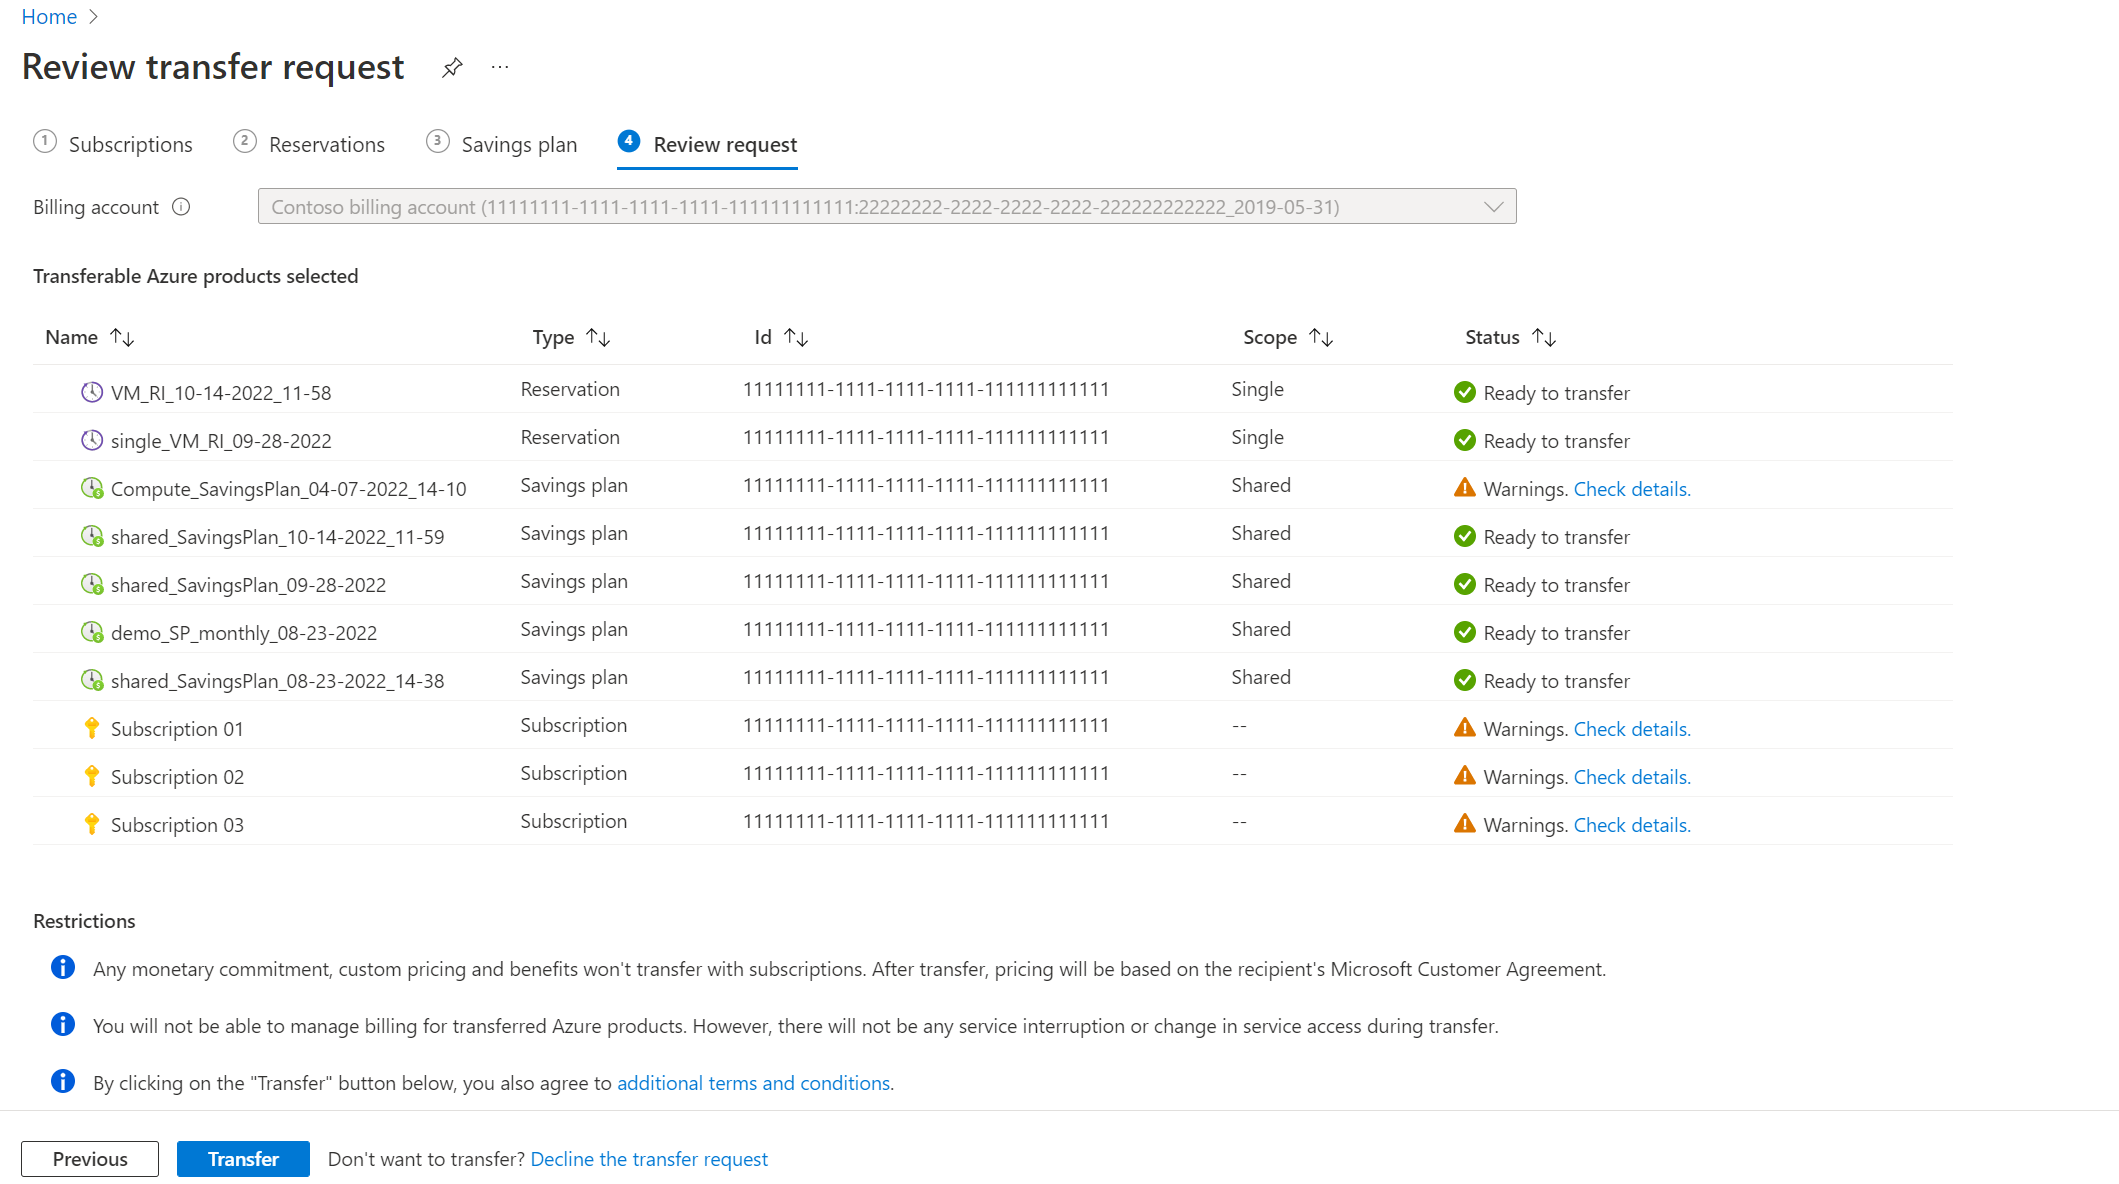 Home
Review transfer request ...
1 Subscriptions 2 Reservations 3 Savings plan 4 Review request
Billing account Contoso billing account (11111111-1111-1111-1111-111111111111:22222222-2222-2222-2222-222222222222_2019-05-31)
Transferable Azure products selected
Name Type Id Scope Status
VM_RI_10-14-2022_11-58 Reservation 11111111-1111-1111-1111-111111111111 Single Ready to transfer
single_VM_RI_09-28-2022 Reservation 11111111-1111-1111-1111-111111111111 Single Ready to transfer
Compute_SavingsPlan_04-07-2022_14-10 Savings plan 11111111-1111-1111-1111-111111111111 Shared Warnings. Check details.
shared_SavingsPlan_10-14-2022_11-59 Savings plan 11111111-1111-1111-1111-111111111111 Shared Ready to transfer
shared_SavingsPlan_09-28-2022 Savings plan 11111111-1111-1111-1111-111111111111 Shared Ready to transfer
demo_SP_monthly_08-23-2022 Savings plan 11111111-1111-1111-1111-111111111111 Shared Ready to transfer
shared_SavingsPlan_08-23-2022_14-38 Savings plan 11111111-1111-1111-1111-111111111111 Shared Ready to transfer
Subscription 01 Subscription 11111111-1111-1111-1111-111111111111 -- Warnings. Check details.
Subscription 02 Subscription 11111111-1111-1111-1111-111111111111 -- Warnings. Check details.
Subscription 03 Subscription 11111111-1111-1111-1111-111111111111 -- Warnings. Check details.
Restrictions
Any monetary commitment, custom pricing and benefits won't transfer with subscriptions. After transfer, pricing will be based on the recipient's Microsoft Customer Agreement.
You will not be able to manage billing for transferred Azure products. However, there will not be any service interruption or change in service access during transfer.
By clicking on the "Transfer" button below, you also agree to additional terms and conditions.
Previous Transfer Don't want to transfer? Decline the transfer request